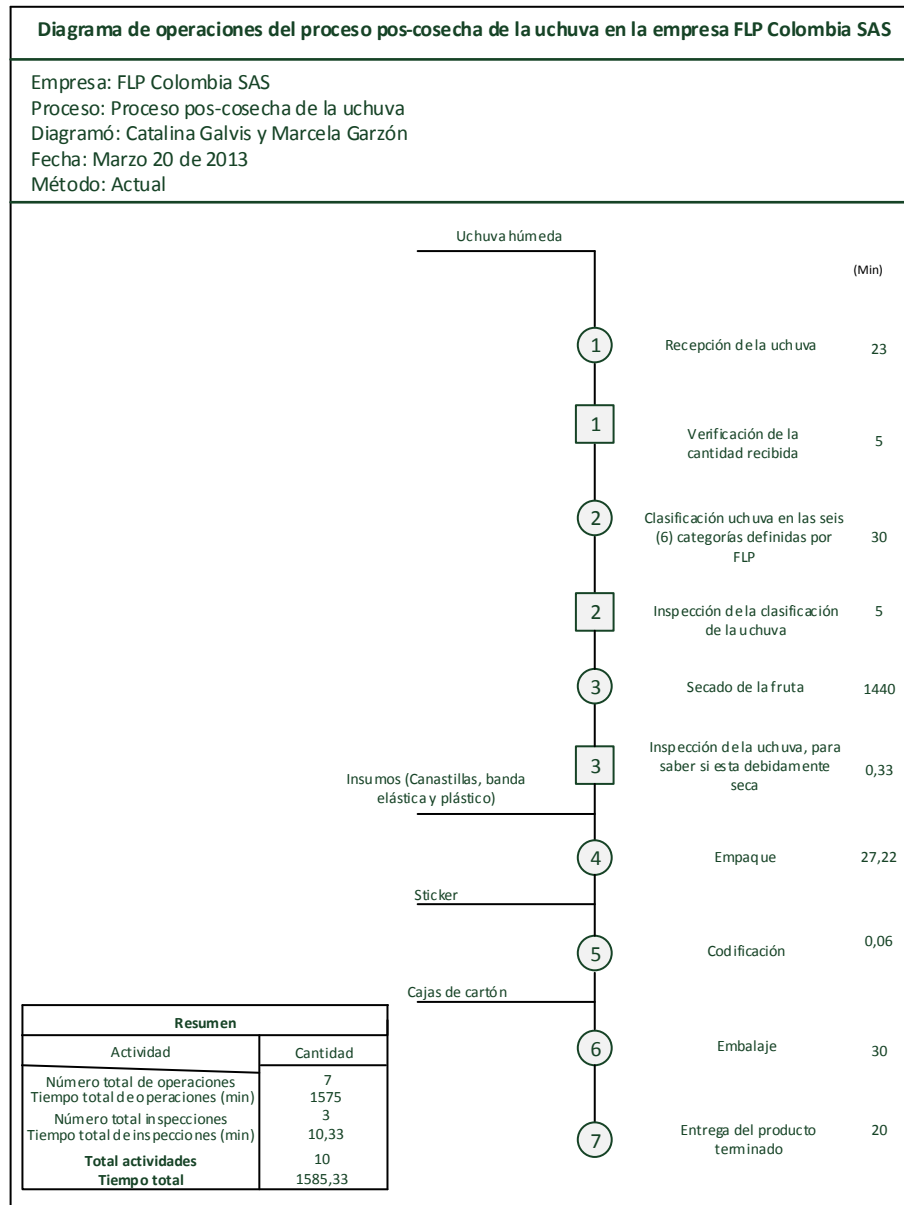 Diagrama de operaciones del proceso pos-cosecha de la uchuva en la empresa FLP Colombia SAS
Empresa: FLP Colombia SAS
Proceso: Proceso pos-cosecha de la uchuva
Diagramó: Catalina Galvis y Marcela Garzón
Fecha: Marzo 20 de 2013
Método: Actual
Uchuva húmeda
(Min)
1 Recepción de la uchuva 23
1 Verificación de la
cantidad recibida 5
2 Clasificación uchuva en las seis
(6) categorías definidas por 30
FLP
2 Inspección de la clasificación 5
de la uchuva
3 Secado de la fruta 1440
Inspección de la uchuva, para
3 saber si esta debidamente 0,33
seca
Insumos (Canastillas, banda
elástica y plástico)
4 Empaque 27,22
Sticker
5 Codificación 0,06
Cajas de cartón
6 Embalaje 30
7 Entrega del producto 20
terminado
Resumen
Actividad Cantidad
Número total de operaciones 7
Tiempo total de operaciones (min) 1575
Número total inspecciones 3
Tiempo total de inspecciones (min) 10,33
Total actividades 10
Tiempo total 1585,33